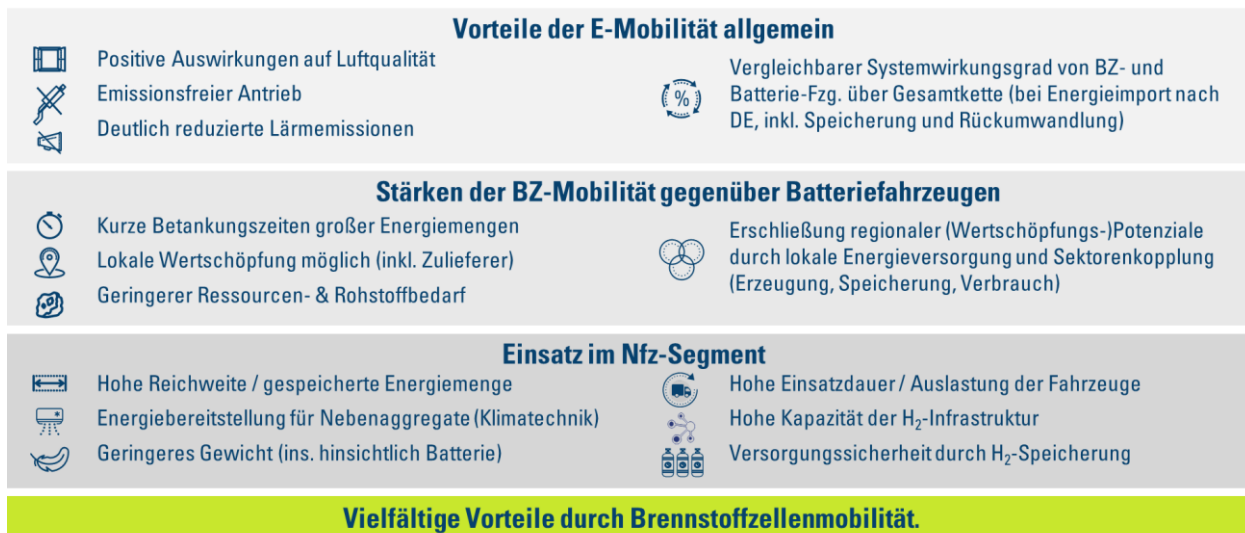 Vorteile der E-Mobilität allgemein
Positive Auswirkungen auf Luftqualität
Emissionsfreier Antrieb
Deutlich reduzierte Lärmemissionen
%
Vergleichbarer Systemwirkungsgrad von BZ- und
Batterie-Fzg. über Gesamtkette (bei Energieimport nach
DE, inkl. Speicherung und Rückumwandlung)
Stärken der BZ-Mobilität gegenüber Batteriefahrzeugen
Kurze Betankungszeiten großer Energiemengen
Lokale Wertschöpfung möglich (inkl. Zulieferer)
Geringerer Ressourcen- & Rohstoffbedarf
Erschließung regionaler (Wertschöpfungs-)Potenziale
durch lokale Energieversorgung und Sektorenkopplung
(Erzeugung, Speicherung, Verbrauch)
Einsatz im Nfz-Segment
Hohe Reichweite / gespeicherte Energiemenge
Energiebereitstellung für Nebenaggregate (Klimatechnik)
Geringeres Gewicht (ins. hinsichtlich Batterie)
Hohe Einsatzdauer / Auslastung der Fahrzeuge
Hohe Kapazität der H₂-Infrastruktur
Versorgungssicherheit durch H₂-Speicherung
Vielfältige Vorteile durch Brennstoffzellenmobilität.